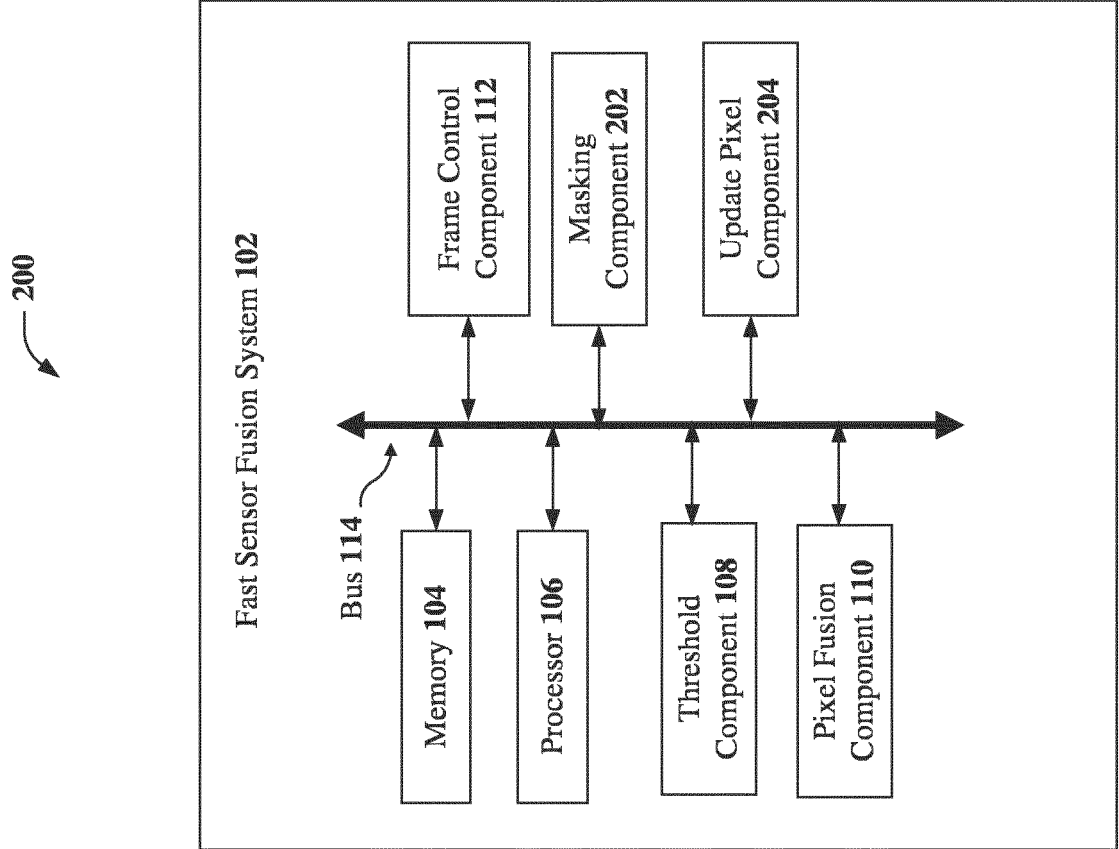 200
Fast Sensor Fusion System 102
Bus 114
Memory 104
Processor 106
Threshold
Component 108
Pixel Fusion
Component 110
Frame Control
Component 112
Masking
Component 202
Update Pixel
Component 204